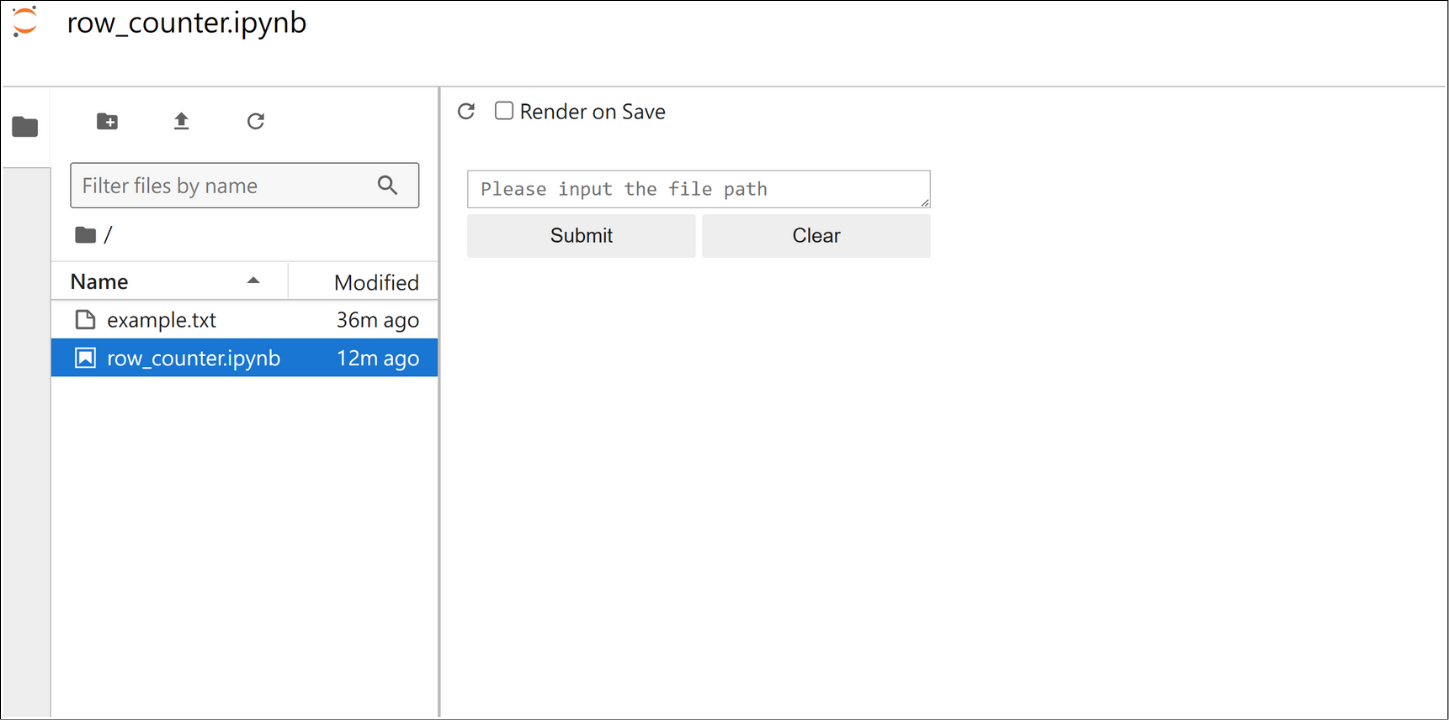 row_counter.ipynb
Render on Save
Filter files by name
/
Name Modified
example.txt 36m ago
row_counter.ipynb 12m ago
Please input the file path
Submit Clear